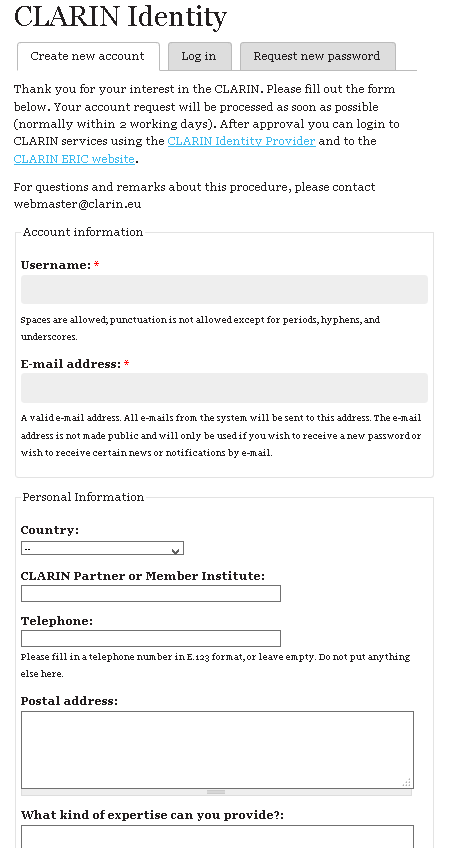 CLARIN Identity
Create new account
Log in
Request new password
Thank you for your interest in the CLARIN. Please fill out the form
below. Your account request will be processed as soon as possible
(normally within 2 working days). After approval you can login to
CLARIN services using the CLARIN Identity Provider and to the
CLARIN ERIC website.
For questions and remarks about this procedure, please contact
webmaster@clarin.eu
Account information
Username: *
Spaces are allowed; punctuation is not allowed except for periods, hyphens, and
underscores.
E-mail address: *
A valid e-mail address. All e-mails from the system will be sent to this address. The e-mail
address is not made public and will only be used if you wish to receive a new password or
wish to receive certain news or notifications by e-mail.
Personal Information
Country:
--
CLARIN Partner or Member Institute:
Telephone:
Please fill in a telephone number in E.123 format, or leave empty. Do not put anything
else here.
Postal address:
What kind of expertise can you provide?: